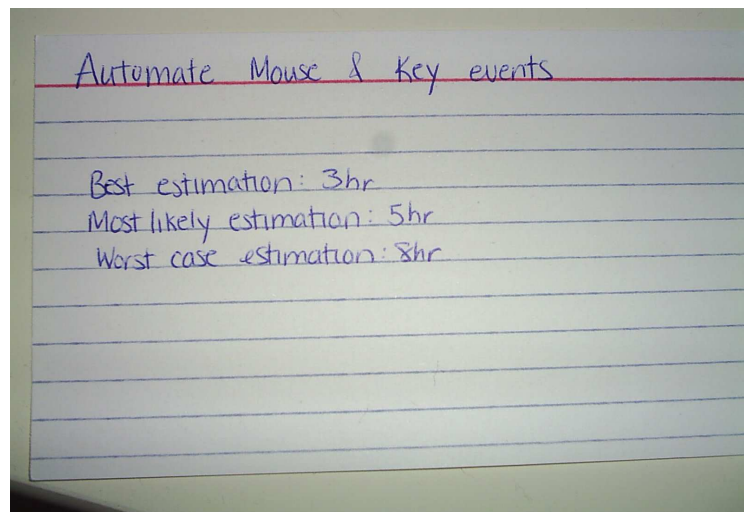 Automate Mouse & Key events
Best estimation: 3hr
Most likely estimation: 5hr
Worst case estimation: 8hr